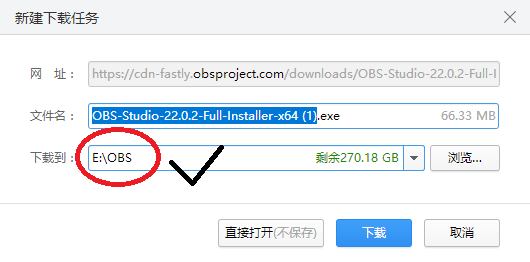 新建下载任务
网 址： https://cdn-fastly.obsproject.com/downloads/OBS-Studio-22.0.2-Full-I
文件名： OBS-Studio-22.0.2-Full-Installer-x64 (1).exe 66.33 MB
下载到： E:\OBS 剩余270.18 GB 浏览...
直接打开(不保存) 下载 取消